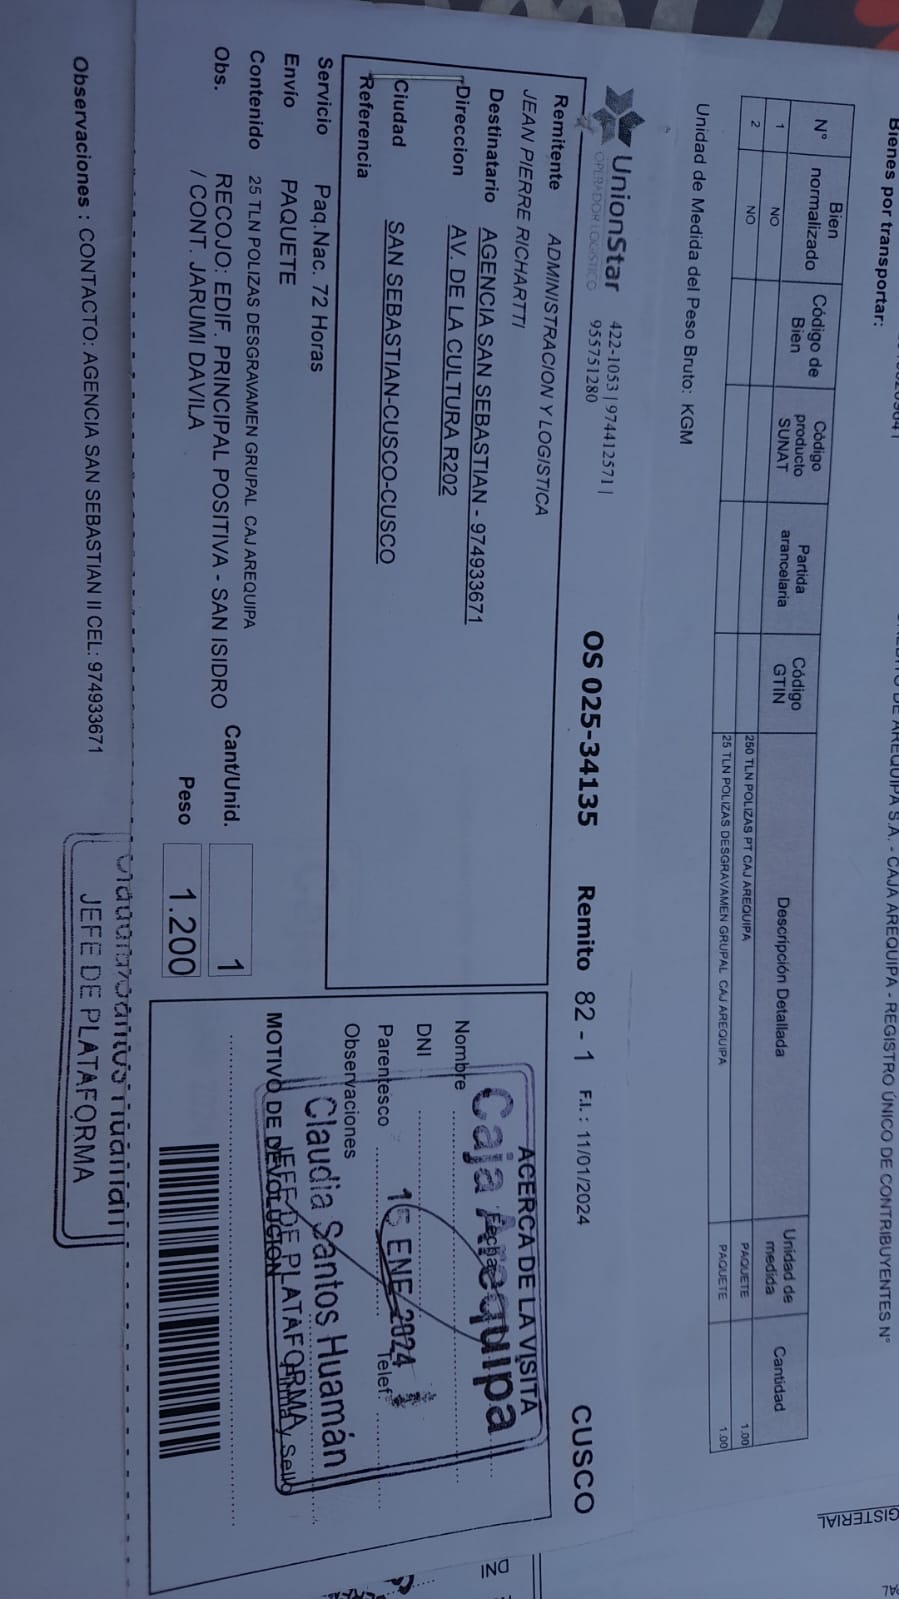 Bienes por transportar:
DE AREQUIPA S.A. - CAJA AREQUIPA - REGISTRO ÚNICO DE CONTRIBUYENTES N°
N° Bien normalizado Código de Bien Código producto SUNAT Partida arancelaria Código GTIN Descripción Detallada Unidad de medida Cantidad
1 NO 250 TLN POLIZAS PT CAJ AREQUIPA PAQUETE 1.00
2 NO 25 TLN POLIZAS DESGRAVAMEN GRUPAL CAJ AREQUIPA PAQUETE 1.00
Unidad de Medida del Peso Bruto: KGM
UnionStar
OPERADOR LOGISTICO
422-1053 | 974412571 |
955751280
OS 025-34135 Remito 82 - 1 F.I.: 11/01/2024 CUSCO
Remitente ADMINISTRACION Y LOGISTICA
JEAN PIERRE RICHARTTI
Destinatario AGENCIA SAN SEBASTIAN - 974933671
Direccion AV. DE LA CULTURA R202
Ciudad SAN SEBASTIAN-CUSCO-CUSCO
Referencia
Servicio Paq.Nac. 72 Horas
Envío PAQUETE
Contenido 25 TLN POLIZAS DESGRAVAMEN GRUPAL CAJ AREQUIPA
Obs. RECOJO: EDIF. PRINCIPAL POSITIVA - SAN ISIDRO
/ CONT. JARUMI DAVILA
Cant/Unid. 1
Peso 1.200
ACERCA DE LA VISITA
Nombre
DNI Fecha
Parentesco Telef.
Observaciones
MOTIVO DE DEVOLUCION Firma y Sello
Caja Arequipa
ENE 2024
Claudia Santos Huamán
JEFE DE PLATAFORMA
Observaciones : CONTACTO: AGENCIA SAN SEBASTIAN II CEL: 974933671
JEFE DE PLATAFORMA
GISTERIAL
DNI